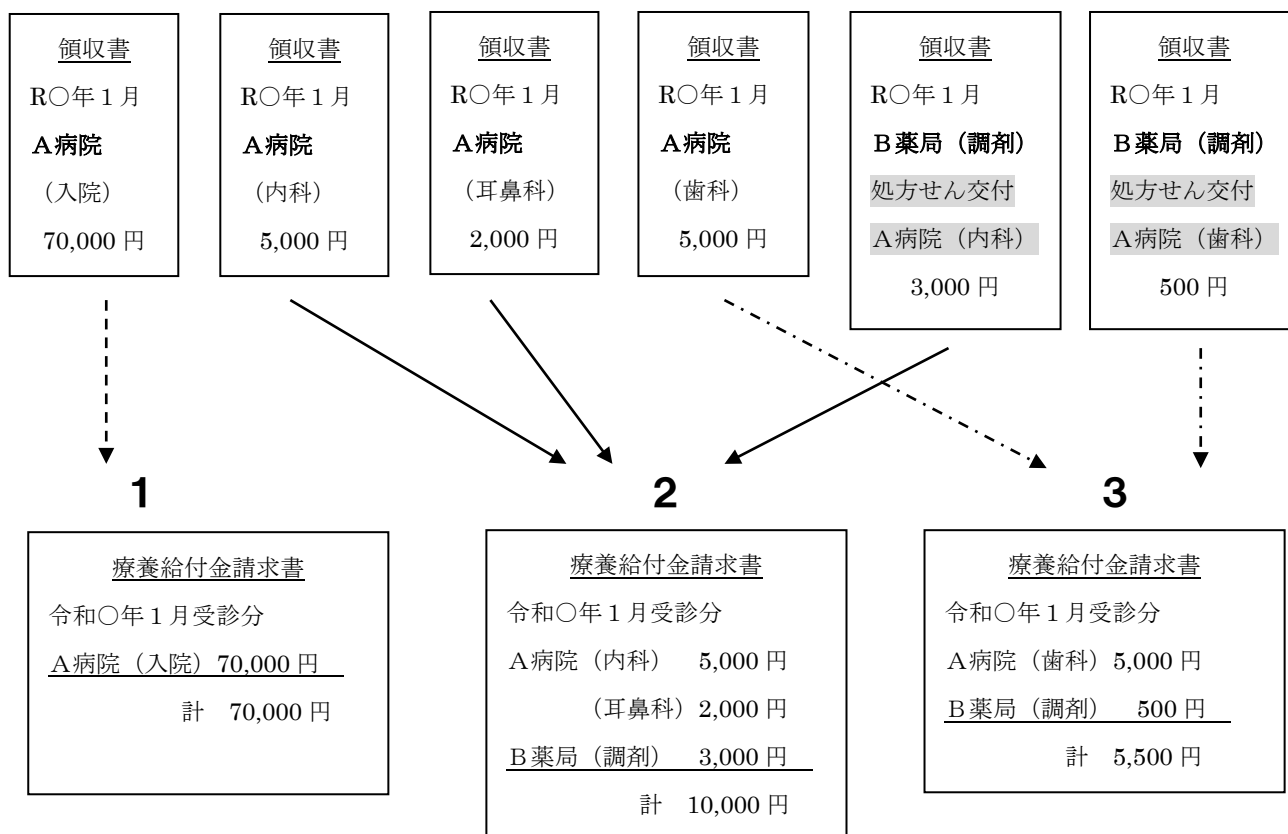 領収書
R○年１月
Ａ病院
（入院）
70,000 円
領収書
R○年１月
Ａ病院
（内科）
5,000 円
領収書
R○年１月
Ａ病院
（耳鼻科）
2,000 円
領収書
R○年１月
Ａ病院
（歯科）
5,000 円
領収書
R○年１月
Ｂ薬局（調剤）
処方せん交付
Ａ病院（内科）
3,000 円
領収書
R○年１月
Ｂ薬局（調剤）
処方せん交付
Ａ病院（歯科）
500 円
1
療養給付金請求書
令和○年１月受診分
Ａ病院（入院）70,000 円
計　70,000 円
2
療養給付金請求書
令和○年１月受診分
Ａ病院（内科）　5,000 円
（耳鼻科）2,000 円
Ｂ薬局（調剤）　3,000 円
計　10,000 円
3
療養給付金請求書
令和○年１月受診分
Ａ病院（歯科）5,000 円
Ｂ薬局（調剤）　500 円
計　5,500 円